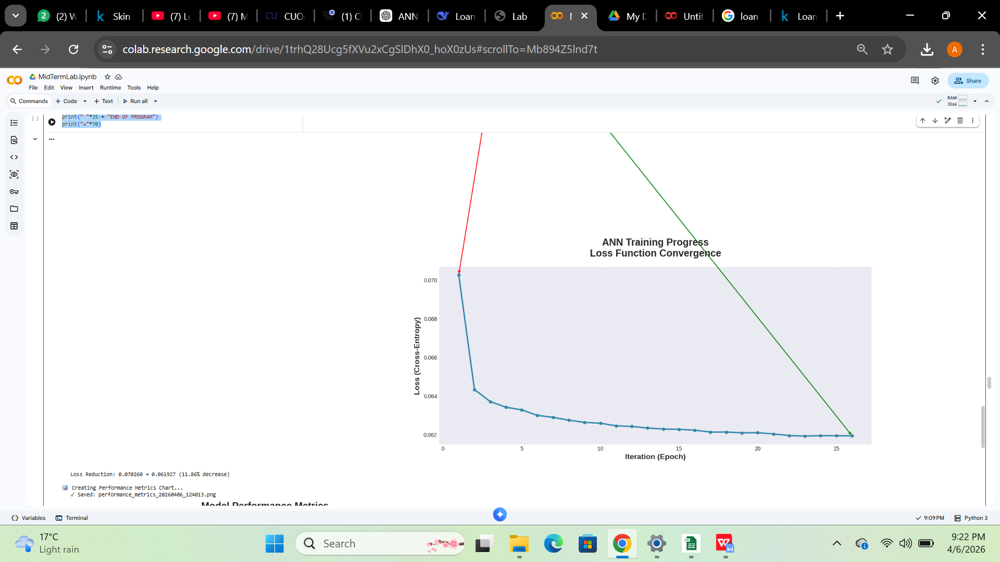 (2) W
Skin
(7) Le
(7) M
CUO
(1) C
ANN
Loan
Lab
My D
Untit
loan
Loan
colab.research.google.com/drive/1trhQ28Ucg5fXVu2xCgSlDhX0_hoX0zUs#scrollTo=Mb894Z5lnd7t
A
MidTermLab.ipynb
File Edit View Insert Runtime Tools Help
Share
Commands + Code + Text Run all
RAM
Disk
print(" "*25 + "END OF PROGRAM")
print("="*70)
ANN Training Progress
Loss Function Convergence
0.070
0.068
0.066
0.064
0.062
Loss (Cross-Entropy)
0 5 10 15 20 25
Iteration (Epoch)
Loss Reduction: 0.070260 → 0.061927 (11.86% decrease)
Creating Performance Metrics Chart...
✓ Saved: performance_metrics_20260406_124013.png
Model Performance Metrics
Variables Terminal
9:09 PM Python 3
17°C
Light rain
Search
9:22 PM
4/6/2026